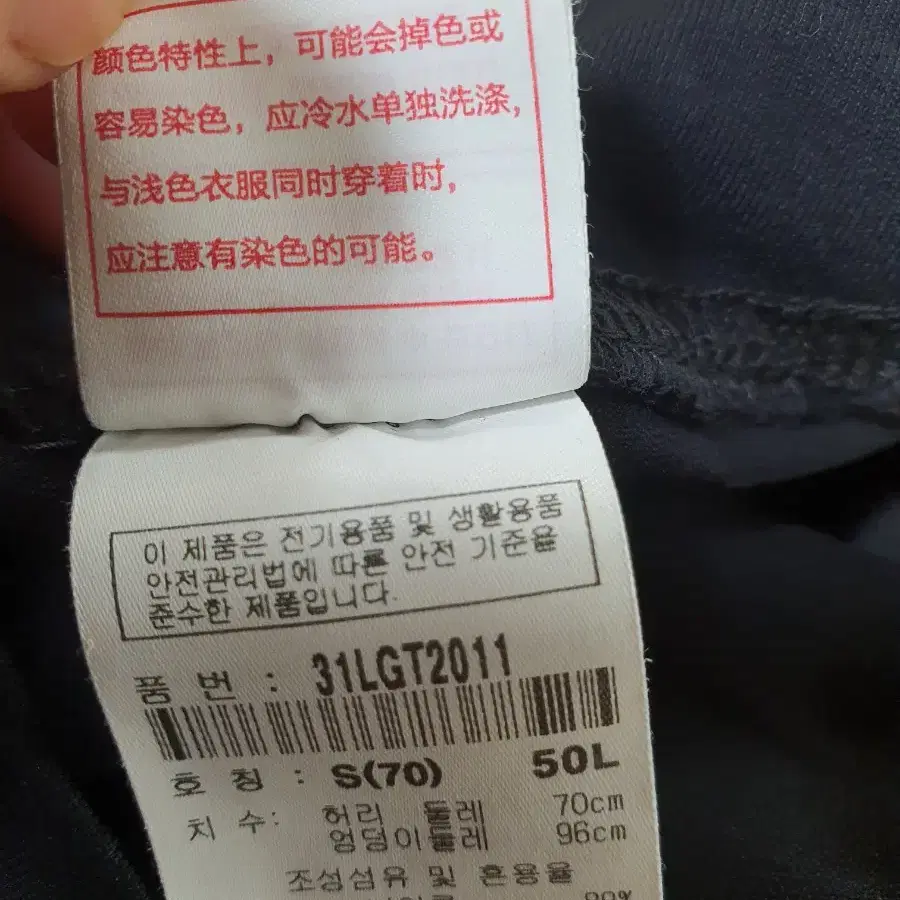 颜色特性上，可能会掉色或
容易染色，应冷水单独洗涤，
与浅色衣服同时穿着时，
应注意有染色的可能。
이 제품은 전기용품 및 생활용품
안전관리법에 따른 안전 기준을
준수한 제품입니다.
품 번 : 31LGT2011
호 칭 : S(70) 50L
치 수: 허리 둘레 70cm
엉덩이둘레 96cm
조성섬유 및 혼용율